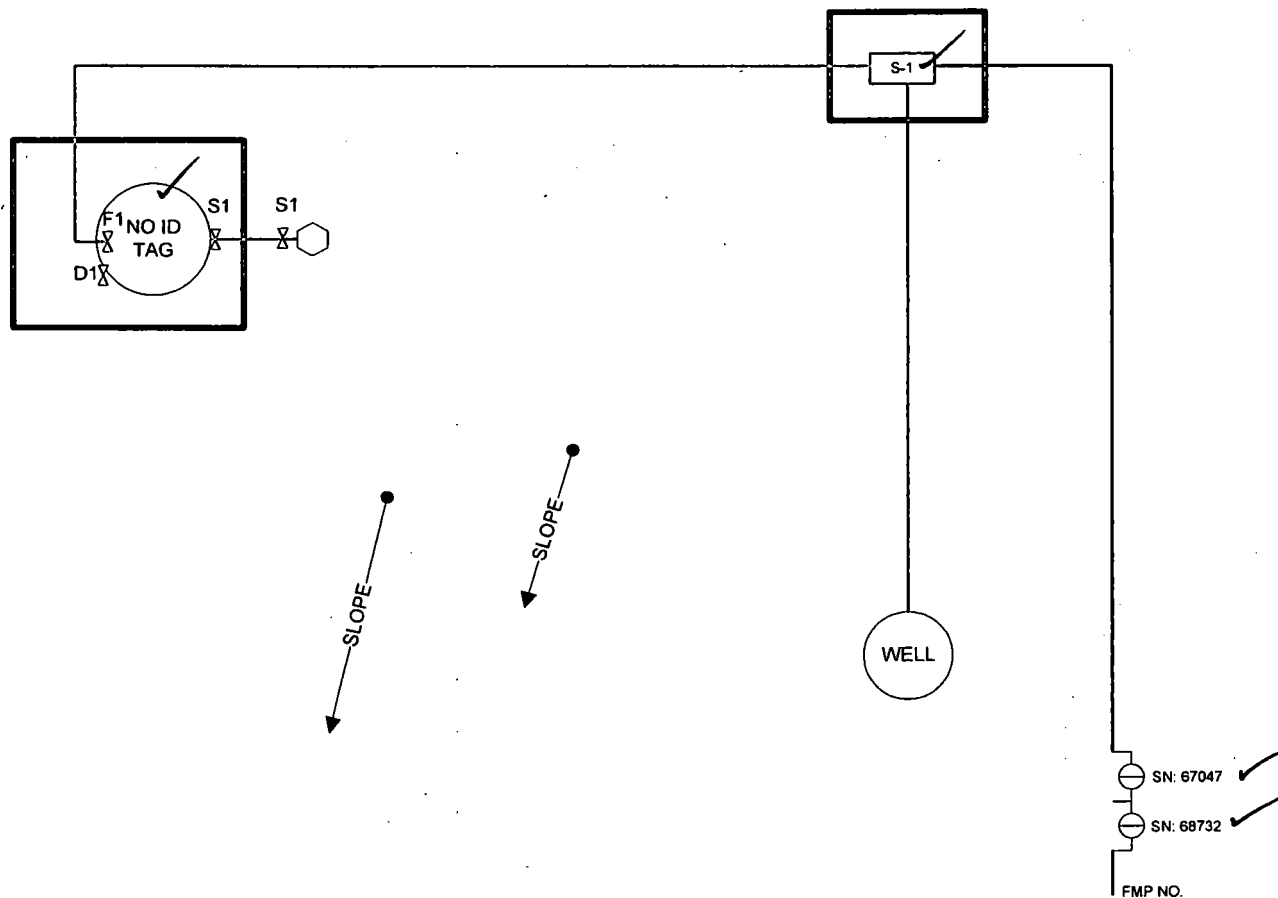 S-1
F1
NO ID
TAG
S1
S1
D1
SLOPE
SLOPE
WELL
SN: 67047
SN: 68732
FMP NO.